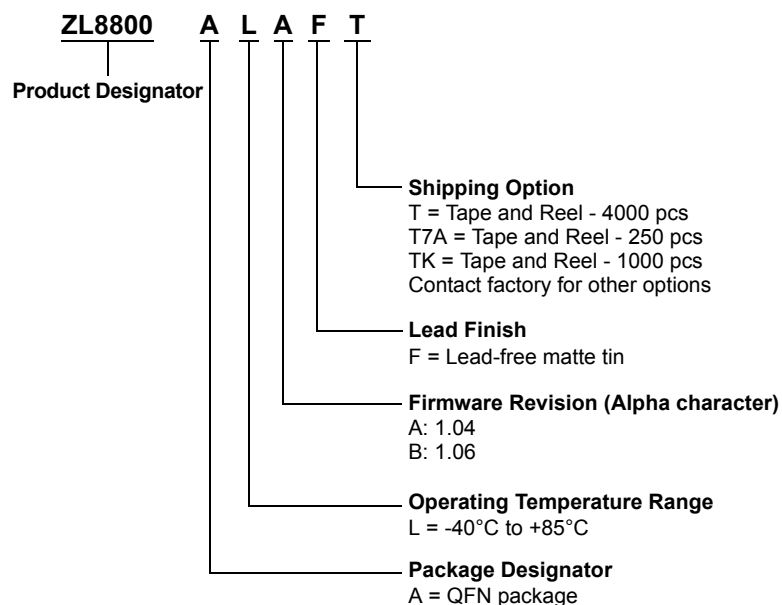 ZL8800 A L A F T
Product Designator
Shipping Option
T = Tape and Reel - 4000 pcs
T7A = Tape and Reel - 250 pcs
TK = Tape and Reel - 1000 pcs
Contact factory for other options
Lead Finish
F = Lead-free matte tin
Firmware Revision (Alpha character)
A: 1.04
B: 1.06
Operating Temperature Range
L = -40°C to +85°C
Package Designator
A = QFN package